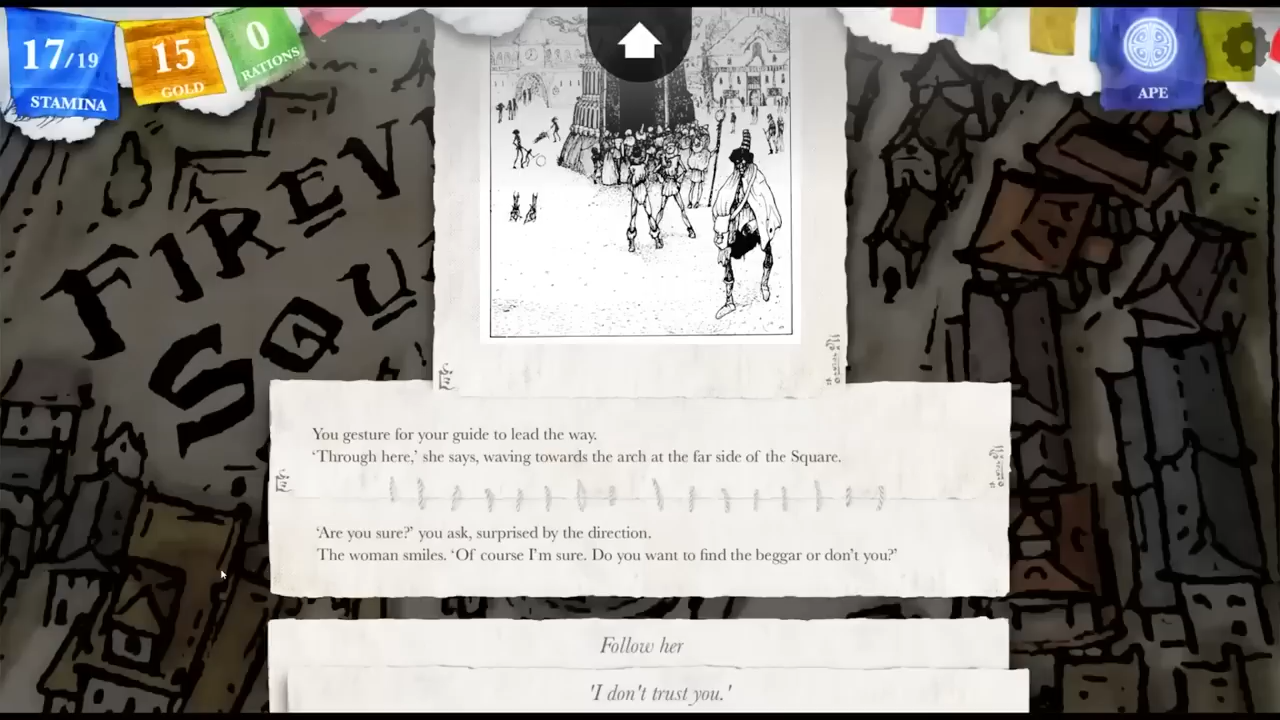 17/19
STAMINA
15
GOLD
0
RATIONS
APE
FIREV
SQU
You gesture for your guide to lead the way.
‘Through here,’ she says, waving towards the arch at the far side of the Square.
‘Are you sure?’ you ask, surprised by the direction.
The woman smiles. ‘Of course I’m sure. Do you want to find the beggar or don’t you?’
Follow her
'I don't trust you.'